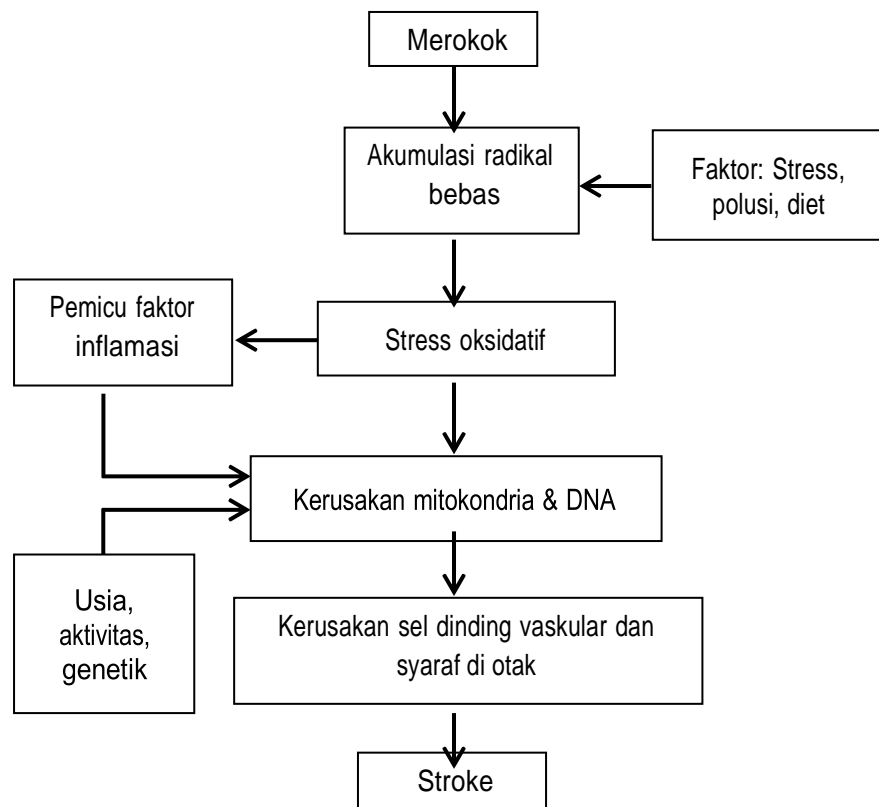 Merokok
Akumulasi radikal
bebas
Faktor: Stress,
polusi, diet
Pemicu faktor
inflamasi
Stress oksidatif
Kerusakan mitokondria & DNA
Usia,
aktivitas,
genetik
Kerusakan sel dinding vaskular dan
syaraf di otak
Stroke